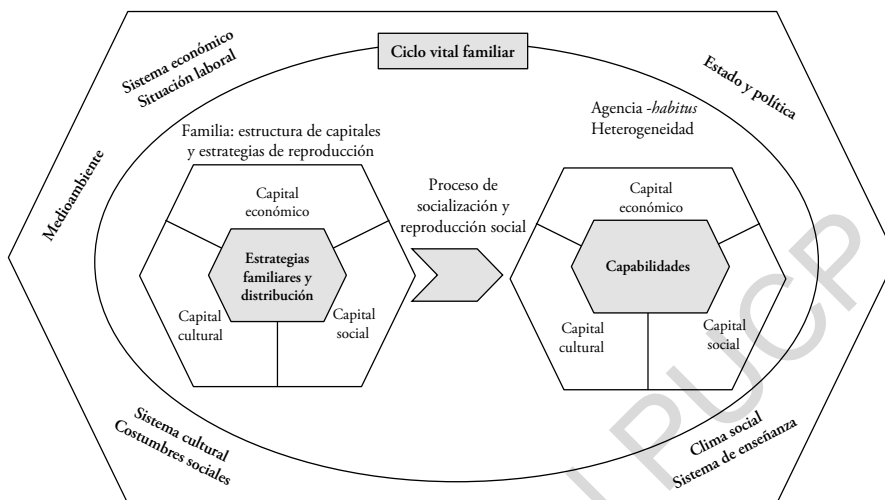 Ciclo vital familiar
Sistema económico
Situación laboral
Estado y política
Medioambiente
Familia: estructura de capitales
y estrategias de reproducción
Capital
económico
Estrategias
familiares y
distribución
Capital
cultural
Capital
social
Proceso de
socialización y
reproducción social
Agencia -habitus
Heterogeneidad
Capital
económico
Capabilidades
Capital
cultural
Capital
social
Sistema cultural
Costumbres sociales
Clima social
Sistema de enseñanza
PUCP